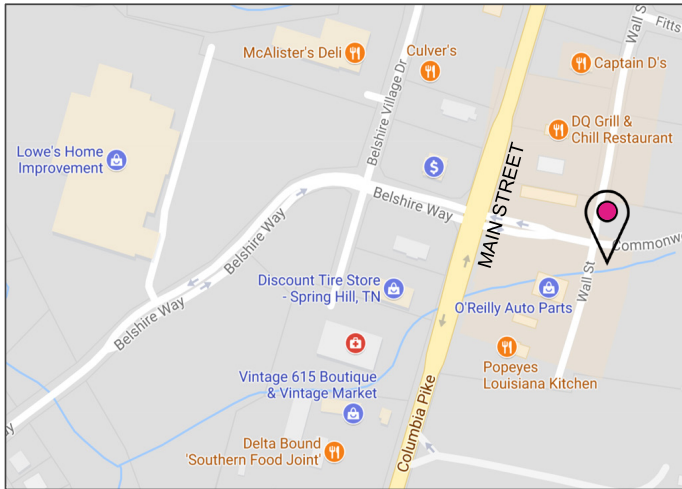 Wall St
Fitts
McAlister's Deli
Culver's
Captain D's
Belshire Village Dr
DQ Grill &
Chill Restaurant
MAIN STREET
Lowe's Home
Improvement
$
Belshire Way
Belshire Way
Commonwe
Wall St
Discount Tire Store
- Spring Hill, TN
O'Reilly Auto Parts
Belshire Way
Popeyes
Louisiana Kitchen
Vintage 615 Boutique
& Vintage Market
Columbia Pike
Delta Bound
'Southern Food Joint'